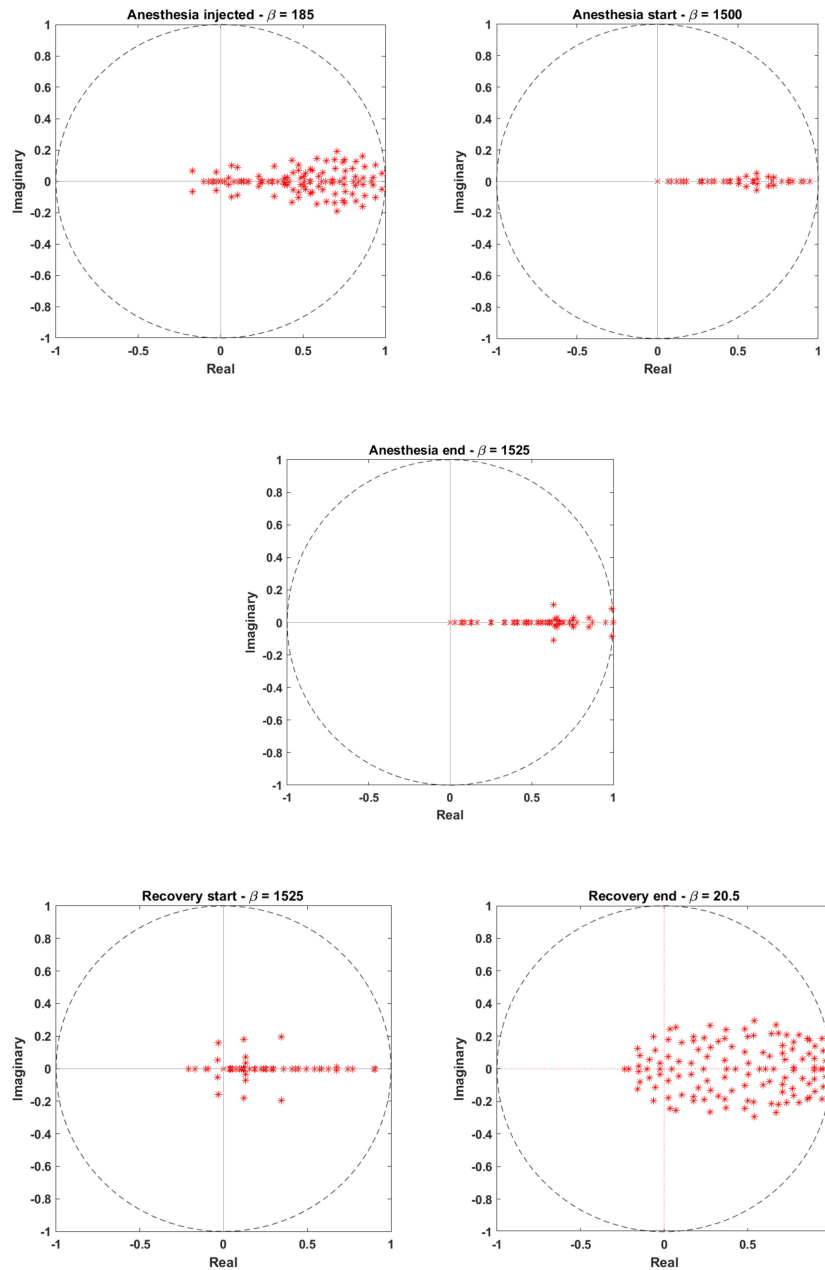 Anesthesia injected - β = 185
1
0.8
0.6
0.4
0.2
0
-0.2
-0.4
-0.6
-0.8
-1
-1 -0.5 0 0.5 1
Imaginary
Real
Anesthesia start - β = 1500
1
0.8
0.6
0.4
0.2
0
-0.2
-0.4
-0.6
-0.8
-1
-1 -0.5 0 0.5 1
Imaginary
Real
Anesthesia end - β = 1525
1
0.8
0.6
0.4
0.2
0
-0.2
-0.4
-0.6
-0.8
-1
-1 -0.5 0 0.5 1
Imaginary
Real
Recovery start - β = 1525
1
0.8
0.6
0.4
0.2
0
-0.2
-0.4
-0.6
-0.8
-1
-1 -0.5 0 0.5 1
Imaginary
Real
Recovery end - β = 20.5
1
0.8
0.6
0.4
0.2
0
-0.2
-0.4
-0.6
-0.8
-1
-1 -0.5 0 0.5
Imaginary
Real